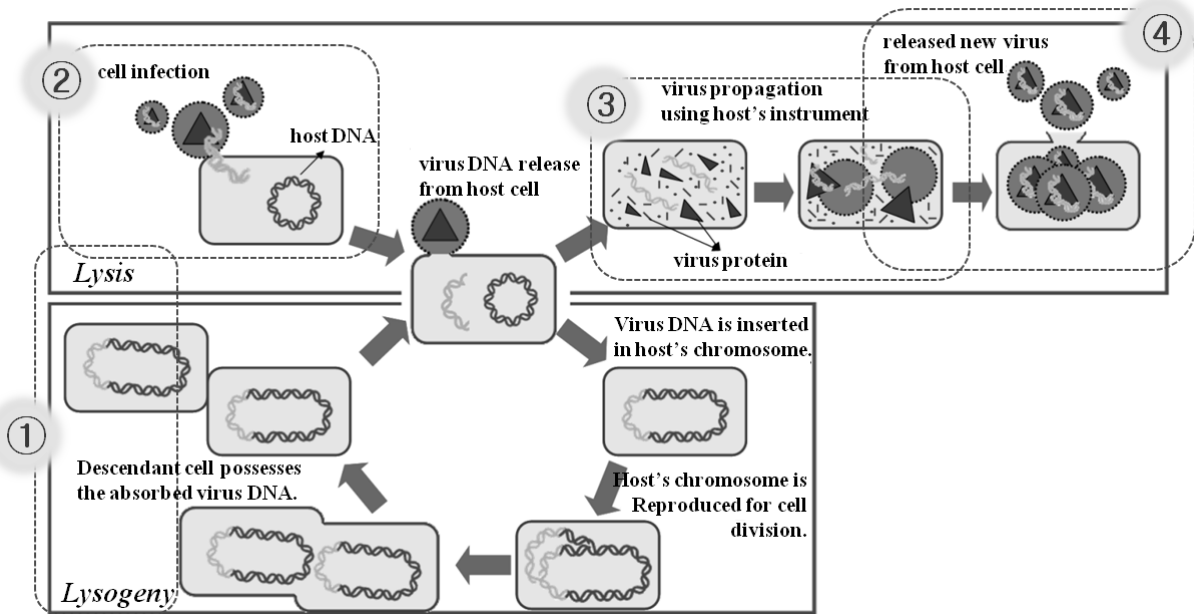 ④
released new virus
from host cell
②
cell infection
③
virus propagation
using host's instrument
host DNA
virus DNA release
from host cell
virus protein
Lysis
Virus DNA is inserted
in host's chromosome.
①
Descendant cell possesses
the absorbed virus DNA.
Host's chromosome is
Reproduced for cell
division.
Lysogeny